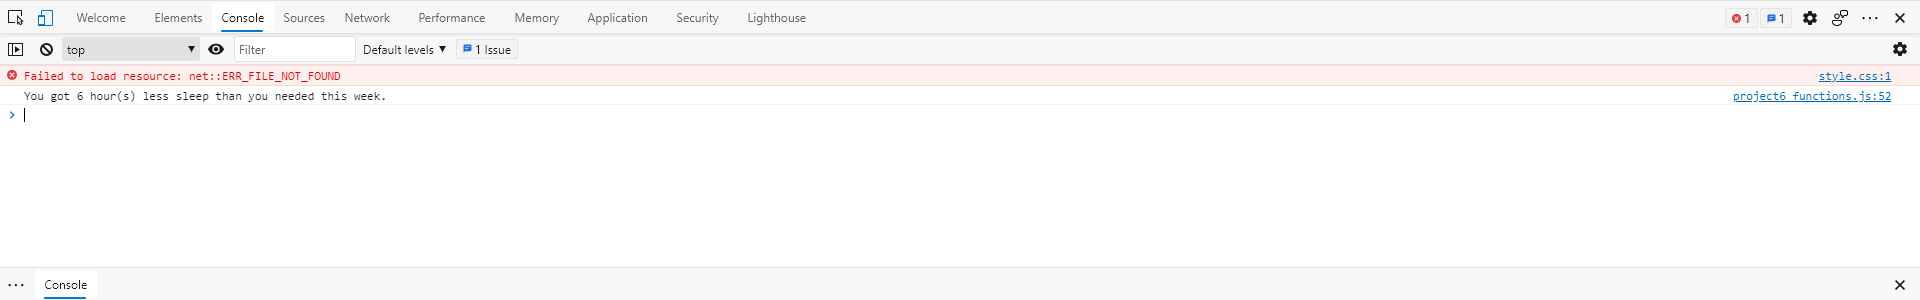 Welcome Elements Console Sources Network Performance Memory Application Security Lighthouse 1 1
top Filter Default levels 1 Issue
Failed to load resource: net::ERR_FILE_NOT_FOUND style.css:1
You got 6 hour(s) less sleep than you needed this week. project6_functions.js:52
Console